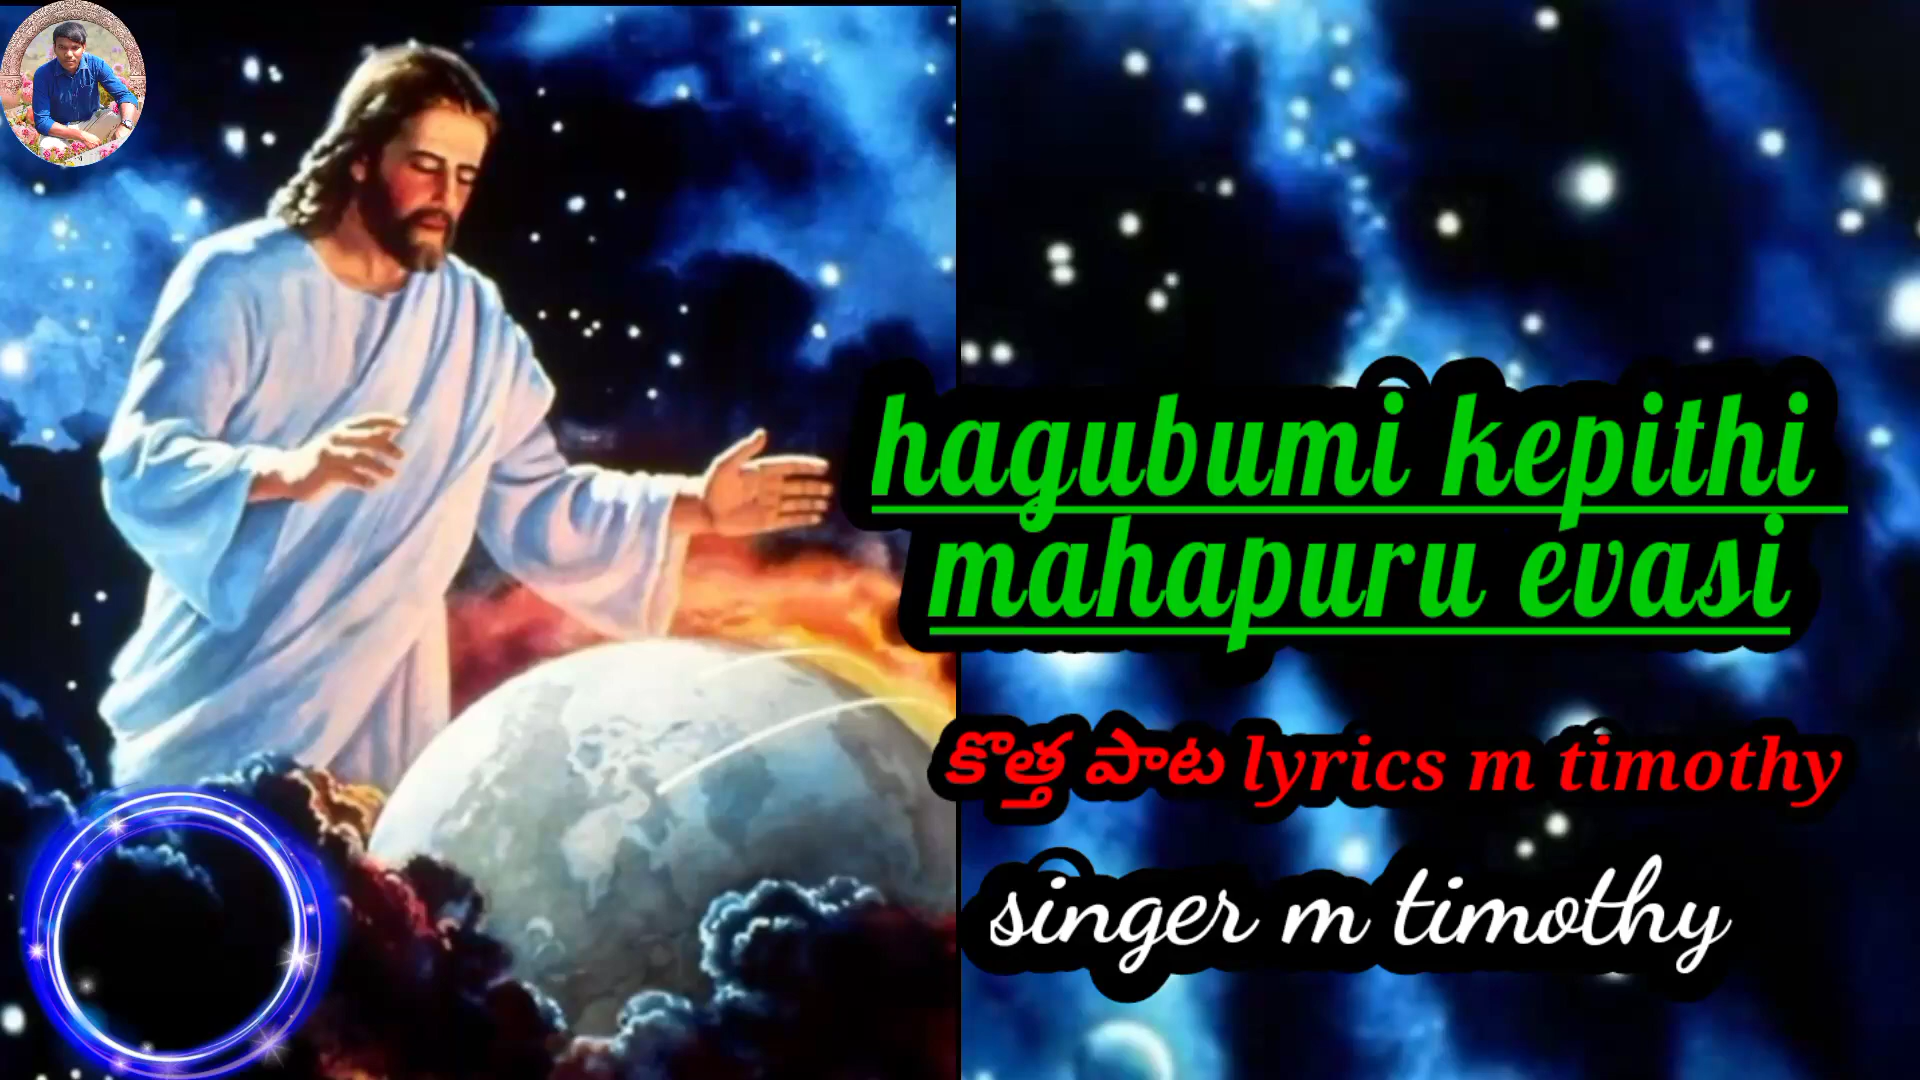 hagubumi kepithi
mahapuru evasi
కొత్త పాట lyrics m timothy
singer m timothy